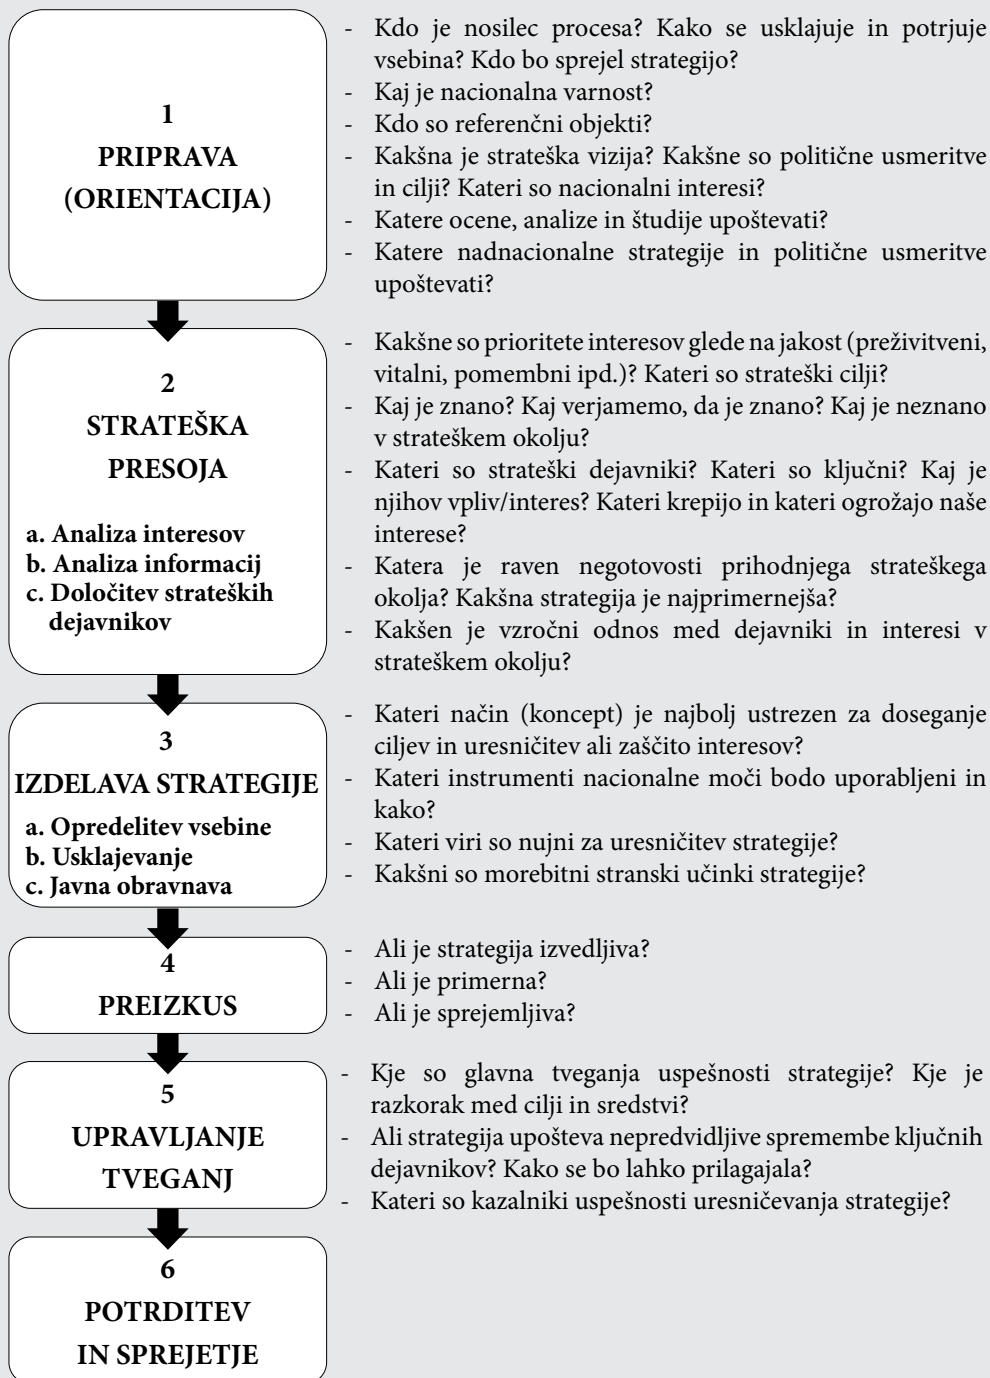 1
PRIPRAVA
(ORIENTACIJA)
- Kdo je nosilec procesa? Kako se usklajuje in potrjuje
vsebina? Kdo bo sprejel strategijo?
- Kaj je nacionalna varnost?
- Kdo so referenčni objekti?
- Kakšna je strateška vizija? Kakšne so politične usmeritve
in cilji? Kateri so nacionalni interesi?
- Katere ocene, analize in študije upoštevati?
- Katere nadnacionalne strategije in politične usmeritve
upoštevati?
2
STRATEŠKA
PRESOJA
a. Analiza interesov
b. Analiza informacij
c. Določitev strateških
dejavnikov
- Kakšne so prioritete interesov glede na jakost (preživitveni,
vitalni, pomembni ipd.)? Kateri so strateški cilji?
- Kaj je znano? Kaj verjamemo, da je znano? Kaj je neznano
v strateškem okolju?
- Kateri so strateški dejavniki? Kateri so ključni? Kaj je
njihov vpliv/interes? Kateri krepijo in kateri ogrožajo naše
interese?
- Katera je raven negotovosti prihodnjega strateškega
okolja? Kakšna strategija je najprimernejša?
- Kakšen je vzročni odnos med dejavniki in interesi v
strateškem okolju?
3
IZDELAVA STRATEGIJE
a. Opredelitev vsebine
b. Usklajevanje
c. Javna obravnava
- Kateri način (koncept) je najbolj ustrezen za doseganje
ciljev in uresničitev ali zaščito interesov?
- Kateri instrumenti nacionalne moči bodo uporabljeni in
kako?
- Kateri viri so nujni za uresničitev strategije?
- Kakšni so morebitni stranski učinki strategije?
4
PREIZKUS
- Ali je strategija izvedljiva?
- Ali je primerna?
- Ali je sprejemljiva?
5
UPRAVLJANJE
TVEGANJ
- Kje so glavna tveganja uspešnosti strategije? Kje je
razkorak med cilji in sredstvi?
- Ali strategija upošteva nepredvidljive spremembe ključnih
dejavnikov? Kako se bo lahko prilagajala?
- Kateri so kazalniki uspešnosti uresničevanja strategije?
6
POTRDITEV
IN SPREJETJE